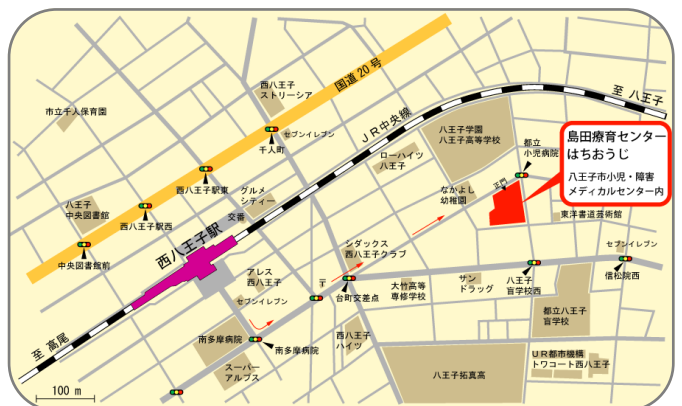 国道20号
西八王子
ストリーシア
市立千人保育園
セブンイレブン
千人町
JR中央線
至 八王子
八王子学園
八王子高等学校
都立
小児病院
島田療育センター
はちおうじ
八王子市小児・障害
メディカルセンター内
ローハイツ
八王子
西八王子駅東
グルメ
シティー
なかよし
幼稚園
正門
八王子
中央図書館
西八王子駅西
交番
東洋書道芸術館
中央図書館前
西八王子駅
シダックス
西八王子クラブ
セブンイレブン
アレス
西八王子
〒
台町交差点
大竹高等
専修学校
サン
ドラッグ
八王子
盲学校西
信松院西
セブンイレブン
都立八王子
盲学校
至 高尾
南多摩病院
南多摩病院
西八王子
ハイツ
スーパー
アルプス
八王子拓真高
UR都市機構
トワコート西八王子
100 m